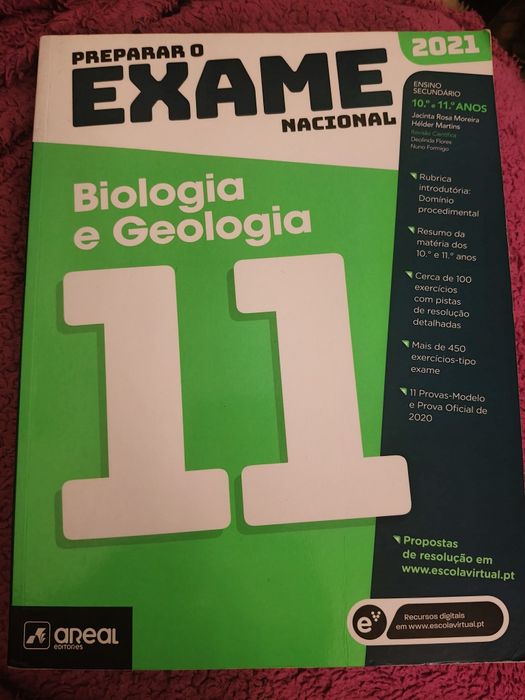 PREPARAR O
EXAME
NACIONAL
2021
ENSINO
SECUNDÁRIO
10.º e 11.º ANOS
Jacinta Rosa Moreira
Hélder Martins
Revisão Científica
Deolinda Flores
Nuno Formigo
Biologia
e Geologia
11
Rubrica
introdutória:
Domínio
procedimental
Resumo da
matéria dos
10.º e 11.º anos
Cerca de 100
exercícios
com pistas
de resolução
detalhadas
Mais de 450
exercícios-tipo
exame
11 Provas-Modelo
e Prova Oficial de
2020
Propostas
de resolução em
www.escolavirtual.pt
e
Recursos digitais
em www.escolavirtual.pt
areal
editores